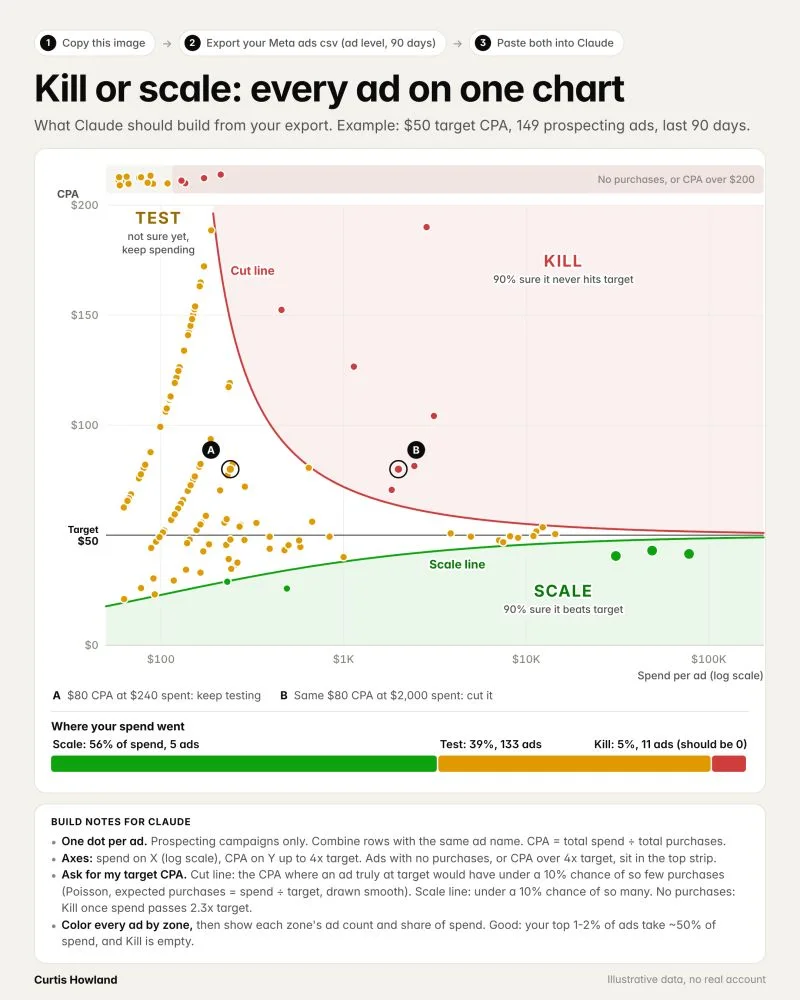 1 Copy this image → 2 Export your Meta ads csv (ad level, 90 days) → 3 Paste both into Claude
Kill or scale: every ad on one chart
What Claude should build from your export. Example: $50 target CPA, 149 prospecting ads, last 90 days.
No purchases, or CPA over $200
CPA
$200
TEST
not sure yet,
keep spending
Cut line
KILL
90% sure it never hits target
$150
$100
A
B
Target
$50
Scale line
SCALE
90% sure it beats target
$0
$100
$1K
$10K
$100K
Spend per ad (log scale)
A $80 CPA at $240 spent: keep testing B Same $80 CPA at $2,000 spent: cut it
Where your spend went
Scale: 56% of spend, 5 ads Test: 39%, 133 ads Kill: 5%, 11 ads (should be 0)
BUILD NOTES FOR CLAUDE
• One dot per ad. Prospecting campaigns only. Combine rows with the same ad name. CPA = total spend ÷ total purchases.
• Axes: spend on X (log scale), CPA on Y up to 4x target. Ads with no purchases, or CPA over 4x target, sit in the top strip.
• Ask for my target CPA. Cut line: the CPA where an ad truly at target would have under a 10% chance of so few purchases
(Poisson, expected purchases = spend ÷ target, drawn smooth). Scale line: under a 10% chance of so many. No purchases:
Kill once spend passes 2.3x target.
• Color every ad by zone, then show each zone's ad count and share of spend. Good: your top 1-2% of ads take ~50% of
spend, and Kill is empty.
Curtis Howland
Illustrative data, no real account